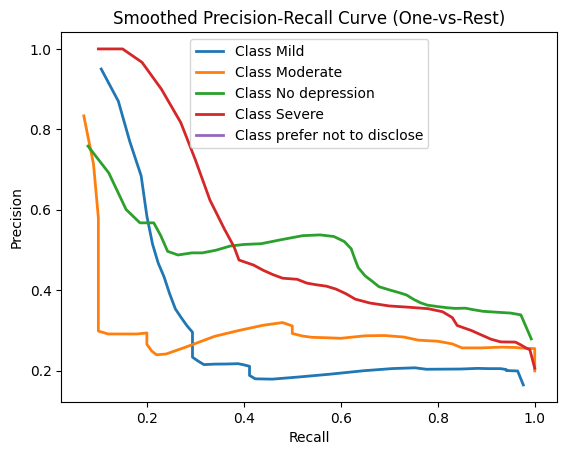 Smoothed Precision-Recall Curve (One-vs-Rest)
Class Mild
Class Moderate
Class No depression
Class Severe
Class prefer not to disclose
Precision
1.0
0.8
0.6
0.4
0.2
0.2 0.4 0.6 0.8 1.0
Recall